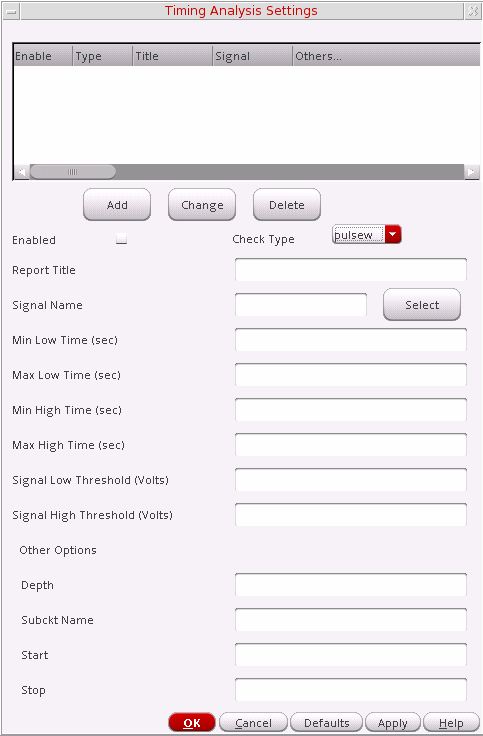 Timing Analysis Settings
Enable Type Title Signal Others...
Add Change Delete
Enabled Check Type pulsew
Report Title
Signal Name Select
Min Low Time (sec)
Max Low Time (sec)
Min High Time (sec)
Max High Time (sec)
Signal Low Threshold (Volts)
Signal High Threshold (Volts)
Other Options
Depth
Subckt Name
Start
Stop
OK Cancel Defaults Apply Help